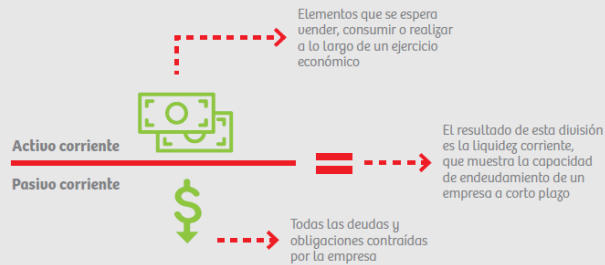 Elementos que se espera
vender, consumir o realizar
a lo largo de un ejercicio
económico
Activo corriente
Pasivo corriente
El resultado de esta división
es la liquidez corriente,
que muestra la capacidad
de endeudamiento de un
empresa a corto plazo
Todas las deudas y
obligaciones contraídas
por la empresa